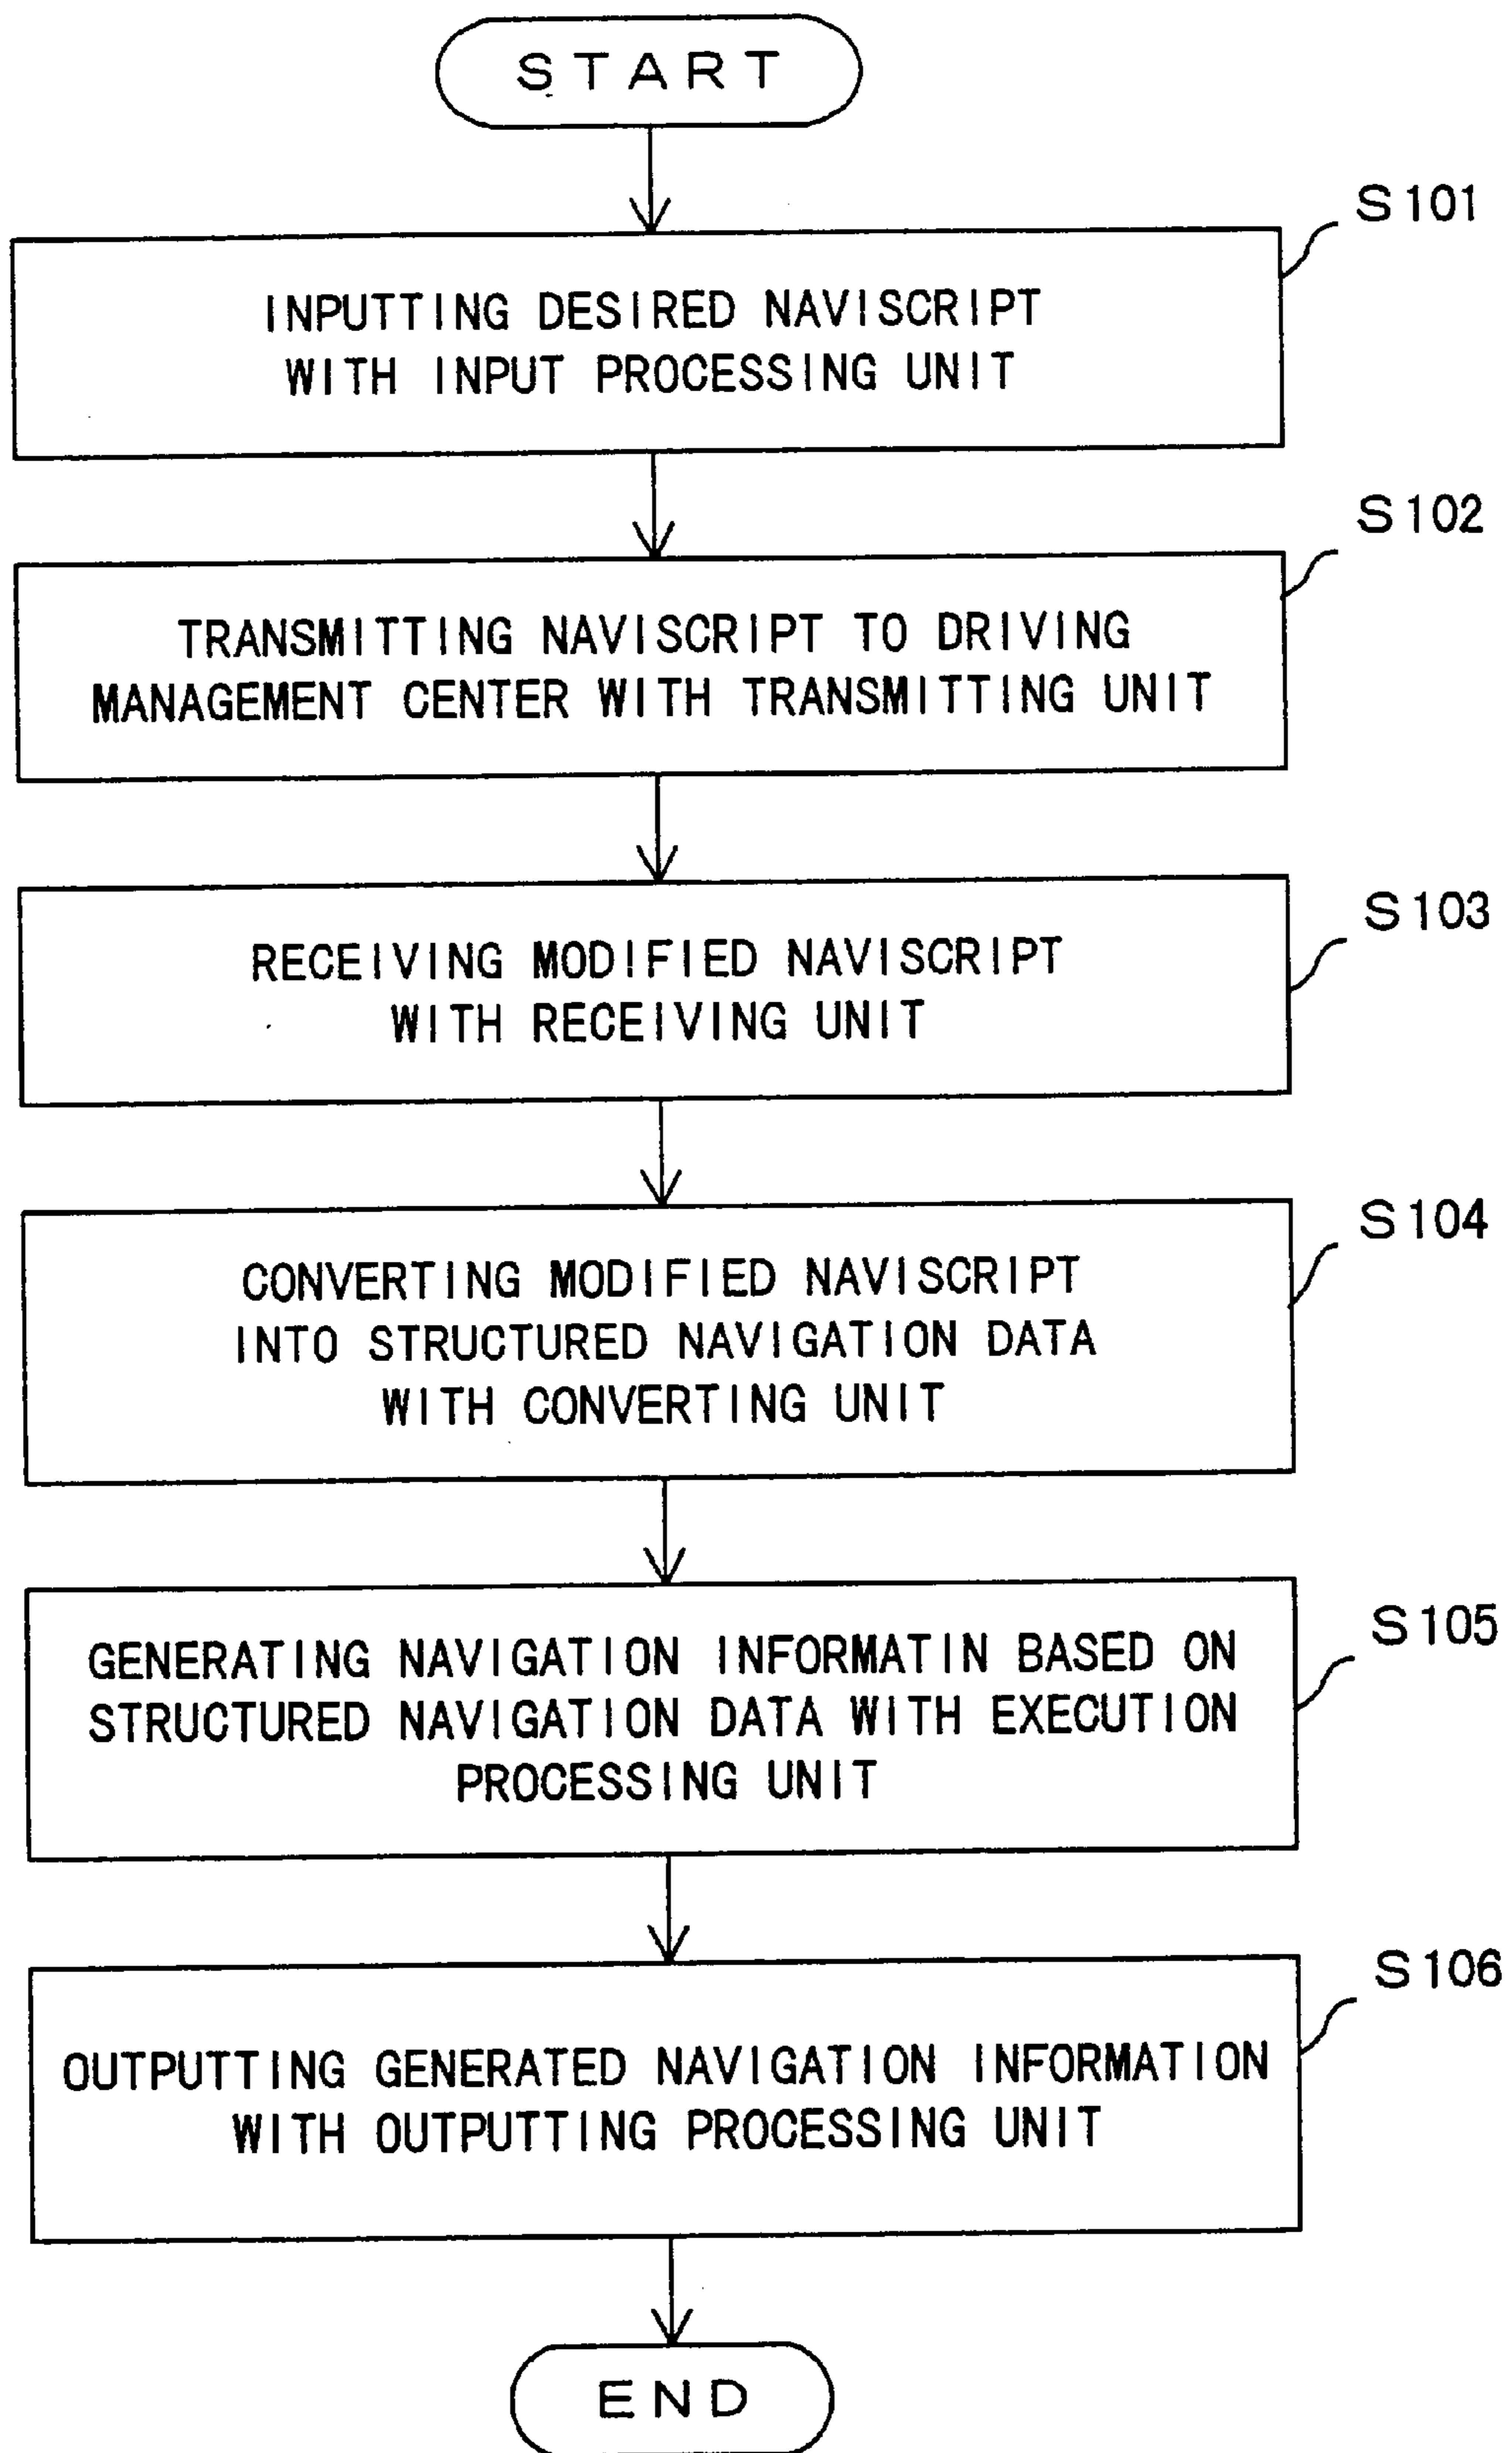 START
S101
INPUTTING DESIRED NAVISCRIPT
WITH INPUT PROCESSING UNIT
S102
TRANSMITTING NAVISCRIPT TO DRIVING
MANAGEMENT CENTER WITH TRANSMITTING UNIT
S103
RECEIVING MODIFIED NAVISCRIPT
WITH RECEIVING UNIT
S104
CONVERTING MODIFIED NAVISCRIPT
INTO STRUCTURED NAVIGATION DATA
WITH CONVERTING UNIT
S105
GENERATING NAVIGATION INFORMATIN BASED ON
STRUCTURED NAVIGATION DATA WITH EXECUTION
PROCESSING UNIT
S106
OUTPUTTING GENERATED NAVIGATION INFORMATION
WITH OUTPUTTING PROCESSING UNIT
END